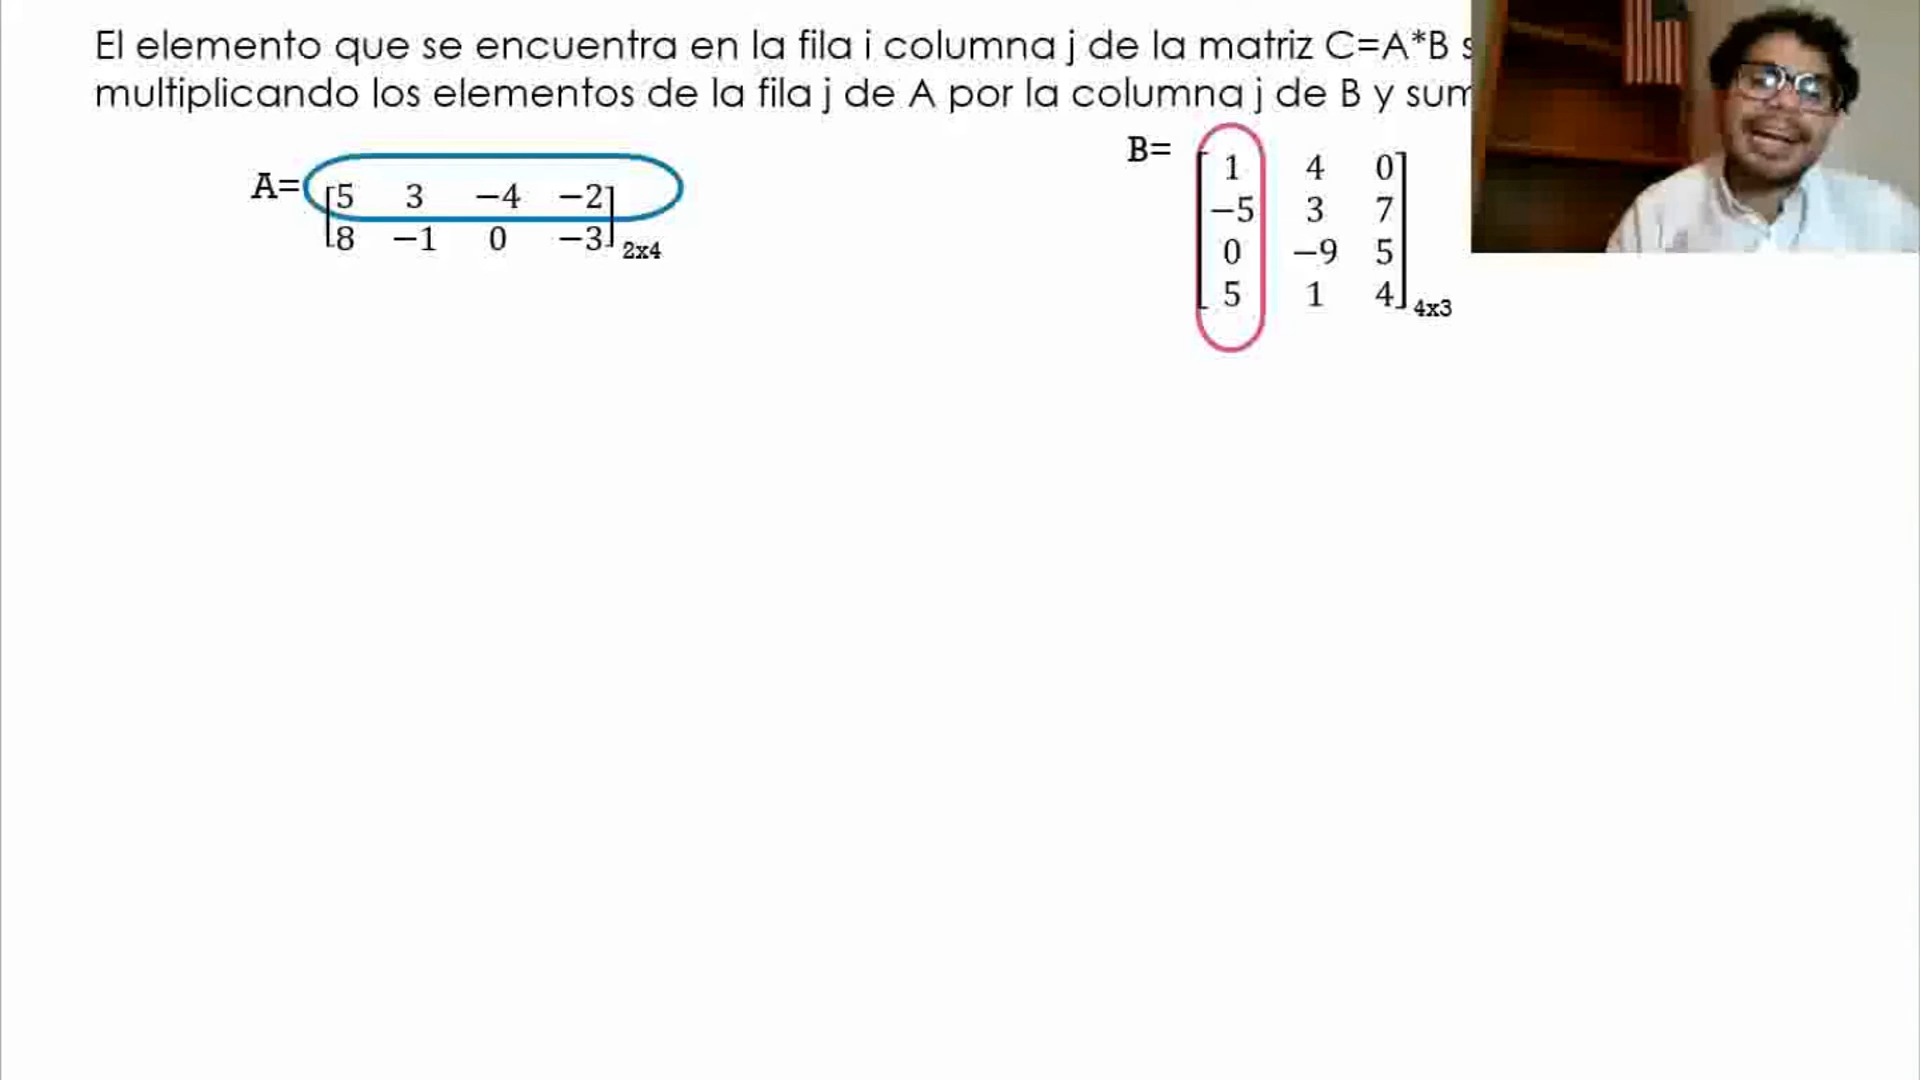 El elemento que se encuentra en la fila i columna j de la matriz C=A*B
multiplicando los elementos de la fila j de A por la columna j de B y
A=
5 3 −4 −2
8 −1 0 −3
2x4
B=
1 4 0
−5 3 7
0 −9 5
5 1 4
4x3